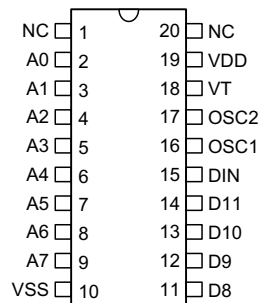 NC 1 20 NC
A0 2 19 VDD
A1 3 18 VT
A2 4 17 OSC2
A3 5 16 OSC1
A4 6 15 DIN
A5 7 14 D11
A6 8 13 D10
A7 9 12 D9
VSS 10 11 D8